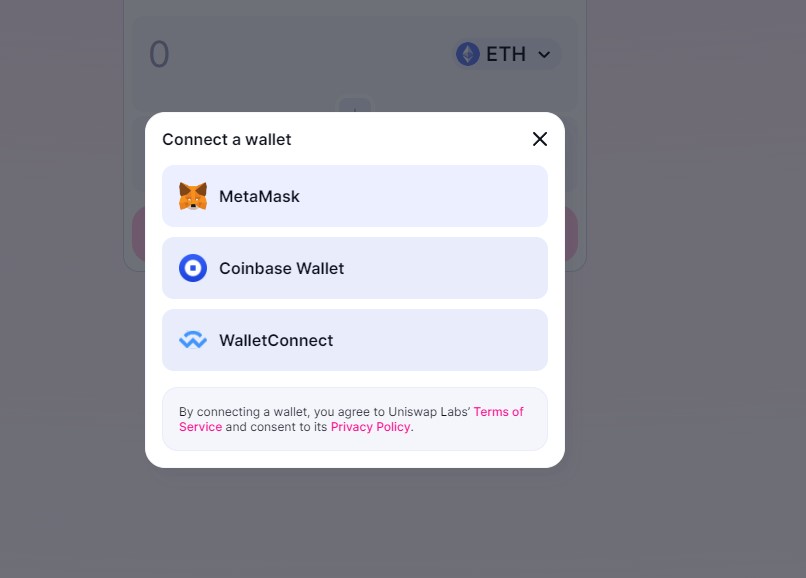 0
ETH
Connect a wallet
MetaMask
Coinbase Wallet
WalletConnect
By connecting a wallet, you agree to Uniswap Labs’ Terms of
Service and consent to its Privacy Policy.